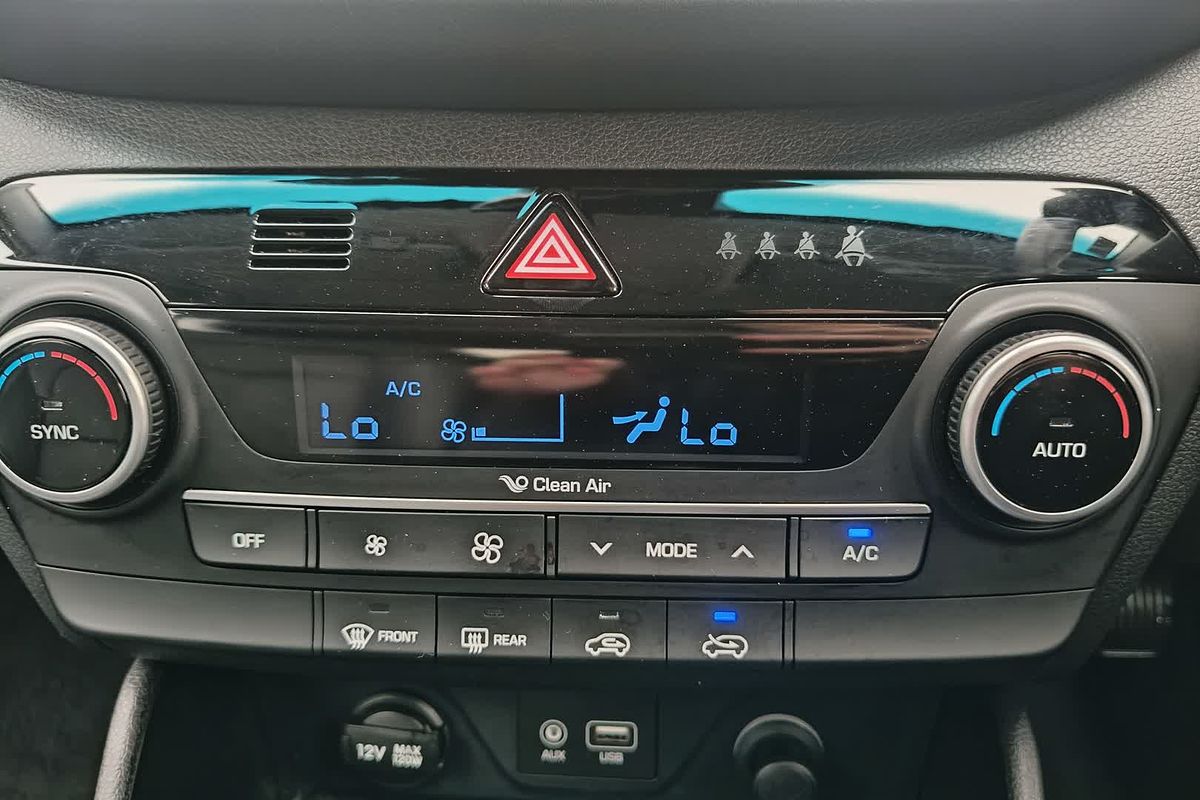 A/C
Lo
Lo
SYNC
AUTO
Clean Air
OFF
MODE
A/C
FRONT
REAR
12V MAX 120W
AUX
USB